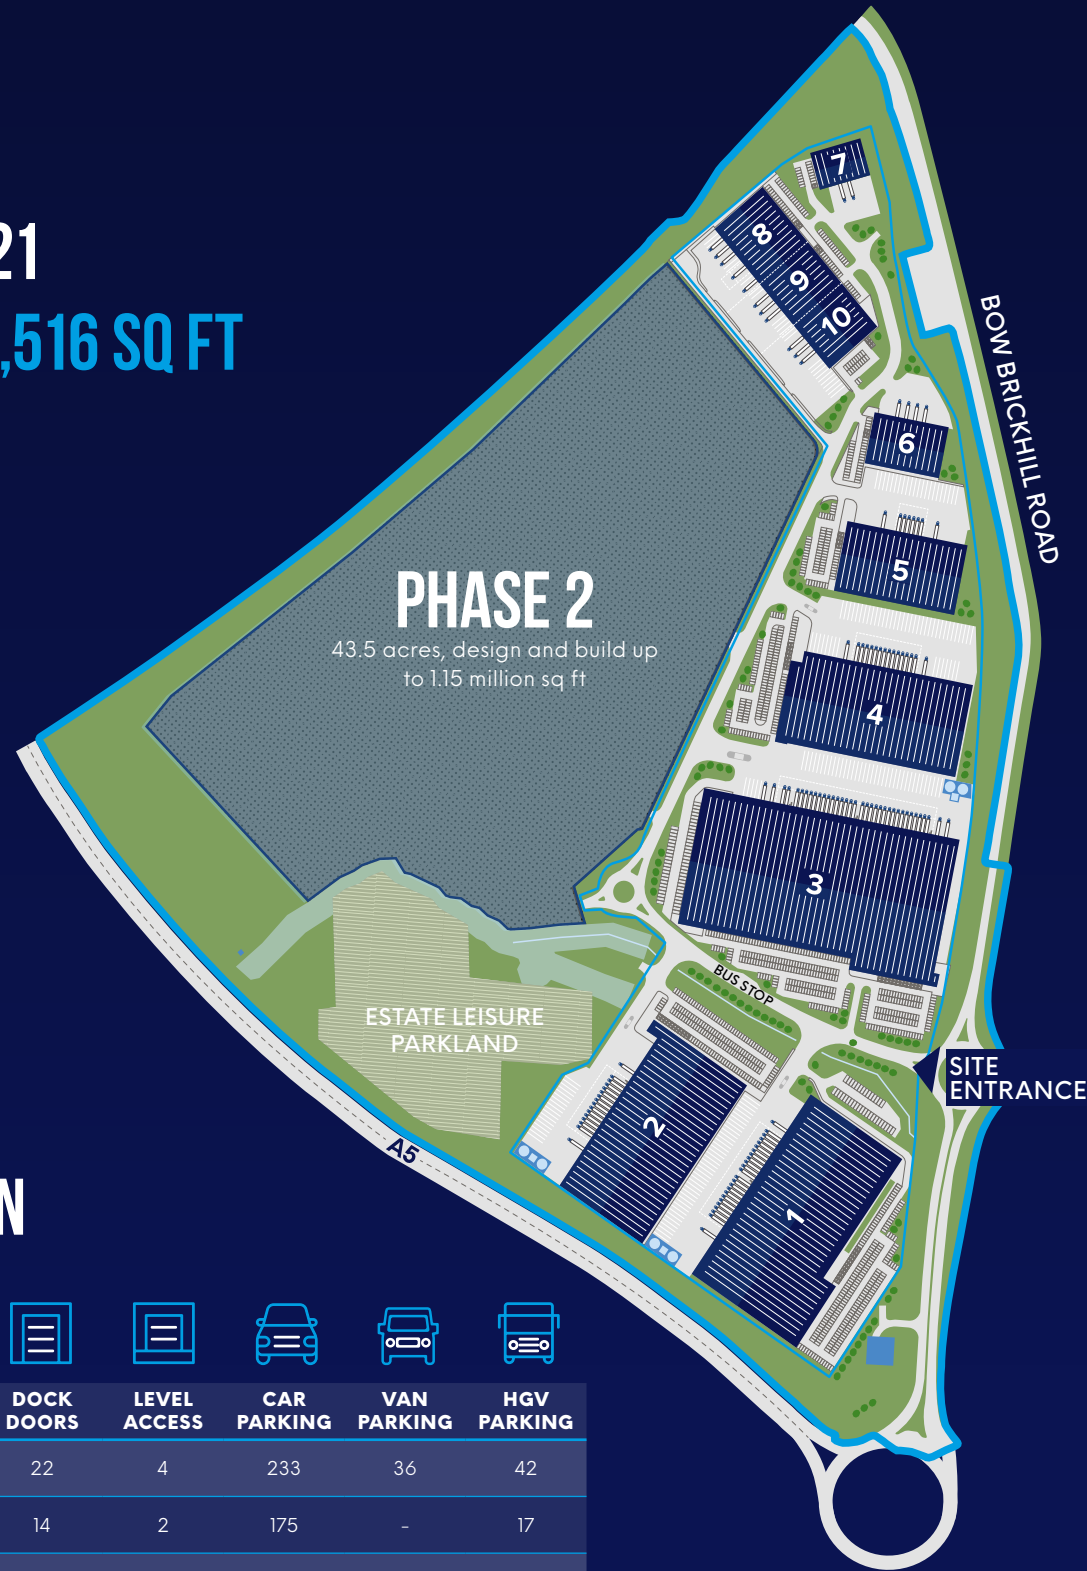 21
,516 SQ FT
7
8
9
10
BOW BRICKHILL ROAD
6
5
PHASE 2
43.5 acres, design and build up
to 1.15 million sq ft
4
3
BUS STOP
ESTATE LEISURE
PARKLAND
SITE
ENTRANCE
2
A5
1
N
DOCK DOORS LEVEL ACCESS CAR PARKING VAN PARKING HGV PARKING
22 4 233 36 42
14 2 175 - 17